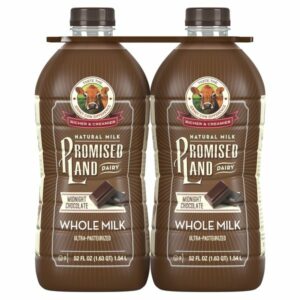 RICHER & CREAMIER
NATURAL MILK
PROMISED
LAND
DAIRY
MIDNIGHT
CHOCOLATE
WHOLE MILK
ULTRA-PASTEURIZED
52 FL OZ (1.63 QT) 1.54 L
RICHER & CREAMIER
NATURAL MILK
PROMISED
LAND
DAIRY
MIDNIGHT
CHOCOLATE
WHOLE MILK
ULTRA-PASTEURIZED
52 FL OZ (1.63 QT) 1.54 L